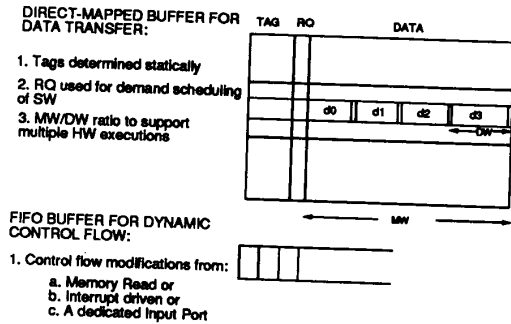 DIRECT-MAPPED BUFFER FOR
DATA TRANSFER:
TAG RQ DATA
1. Tags determined statically
2. RQ used for demand scheduling
of SW
3. MW/DW ratio to support
multiple HW executions
d0 d1 d2 d3
DW
MW
FIFO BUFFER FOR DYNAMIC
CONTROL FLOW:
1. Control flow modifications from:
a. Memory Read or
b. Interrupt driven or
c. A dedicated Input Port